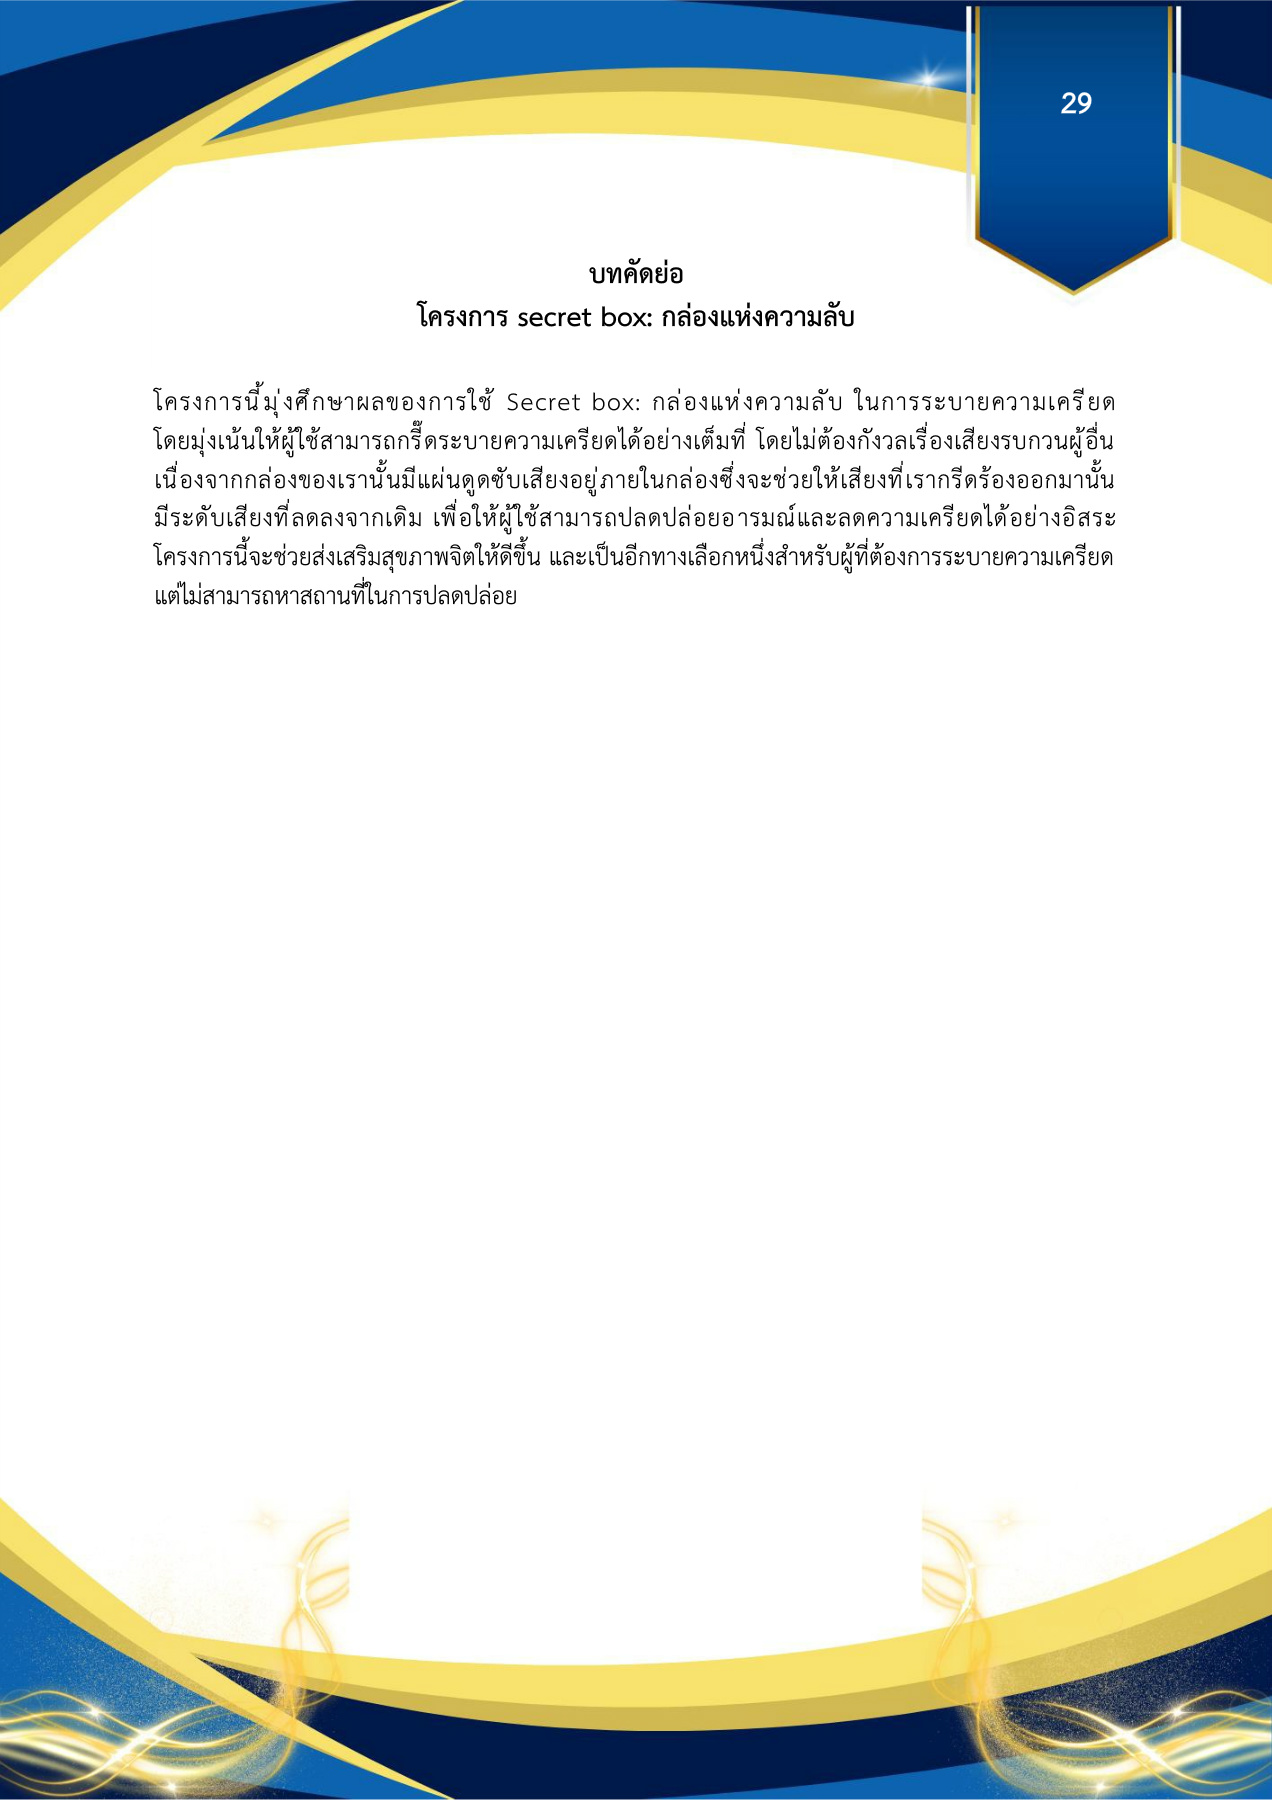 29
บทคัดย่อ
โครงการ secret box: กล่องแห่งความลับ
โครงการนี้มุ่งศึกษาผลของการใช้ Secret box: กล่องแห่งความลับ ในการระบายความเครียด
โดยมุ่งเน้นให้ผู้ใช้สามารถกรี๊ดระบายความเครียดได้อย่างเต็มที่ โดยไม่ต้องกังวลเรื่องเสียงรบกวนผู้อื่น
เนื่องจากกล่องของเรานั้นมีแผ่นดูดซับเสียงอยู่ภายในกล่องซึ่งจะช่วยให้เสียงที่เรากรีดร้องออกมานั้น
มีระดับเสียงที่ลดลงจากเดิม เพื่อให้ผู้ใช้สามารถปลดปล่อยอารมณ์และลดความเครียดได้อย่างอิสระ
โครงการนี้จะช่วยส่งเสริมสุขภาพจิตให้ดีขึ้น และเป็นอีกทางเลือกหนึ่งสำหรับผู้ที่ต้องการระบายความเครียด
แต่ไม่สามารถหาสถานที่ในการปลดปล่อย